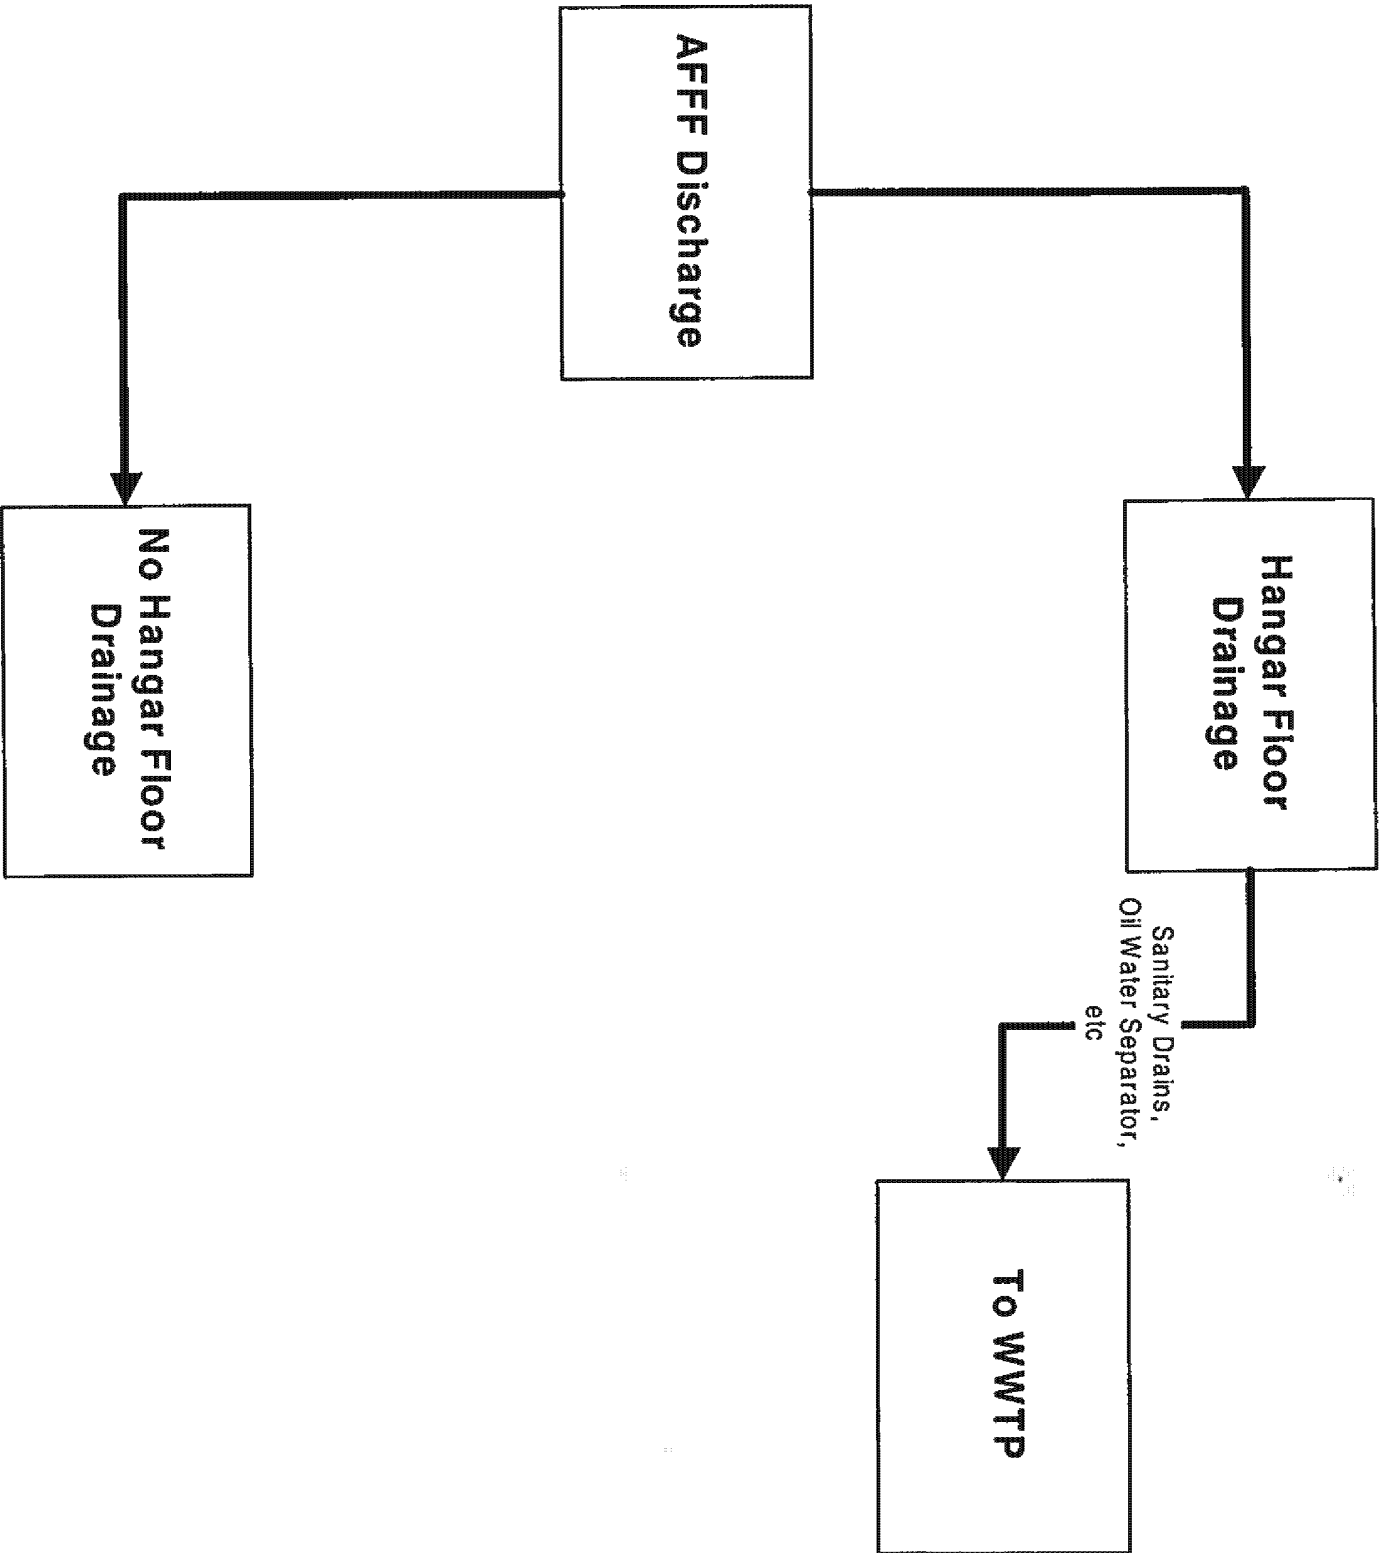 AFFF Discharge
Hangar Floor
Drainage
Sanitary Drains,
Oil Water Separator,
etc
To WWTP
No Hangar Floor
Drainage